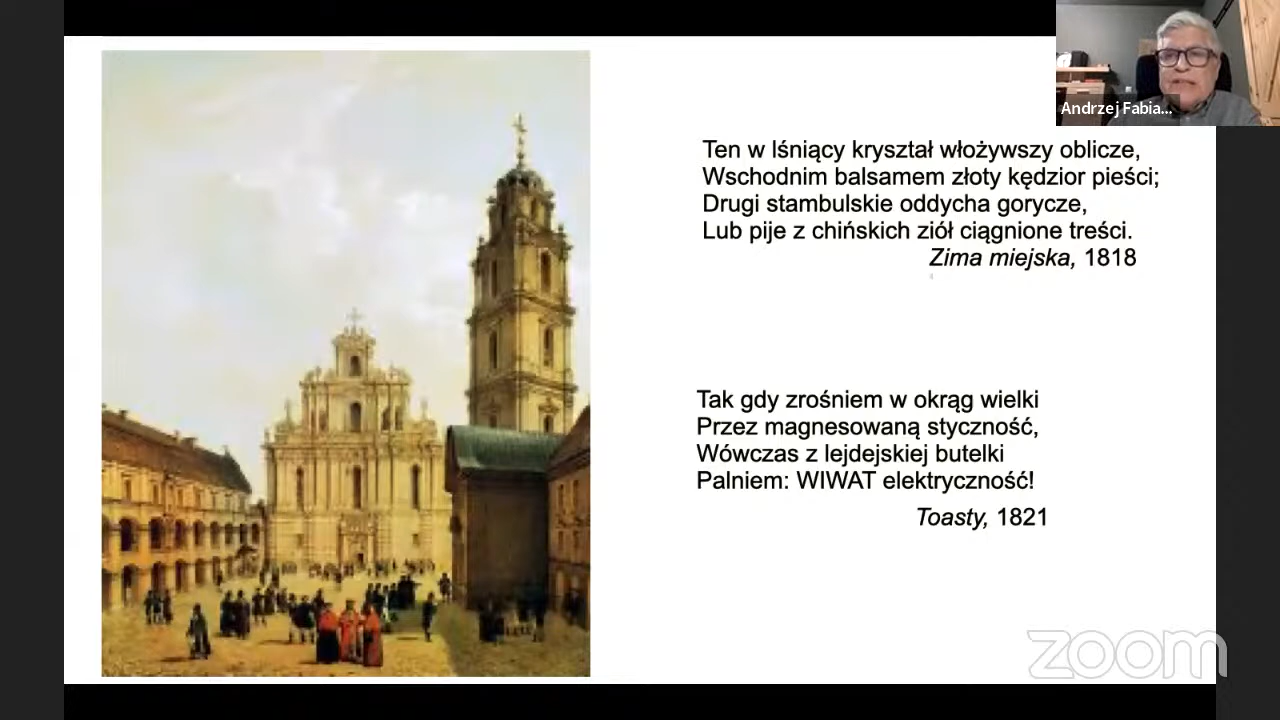 Andrzej Fabia...
Ten w lśniący kryształ włożywszy oblicze,
Wschodnim balsamem złoty kędzior pieści;
Drugi stambulskie oddycha gorycze,
Lub pije z chińskich ziół ciągnione treści.
Zima miejska, 1818
Tak gdy zrośniem w okrąg wielki
Przez magnesowaną styczność,
Wówczas z lejdejskiej butelki
Palniem: WIWAT elektryczność!
Toasty, 1821
zoom